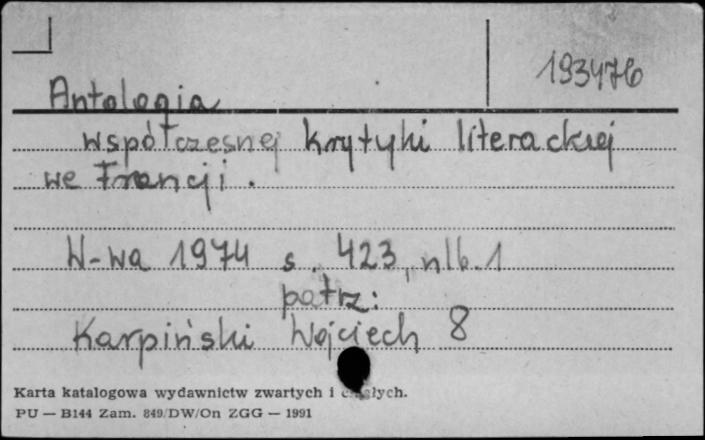 193476
Antologia
współczesnej krytyki literackiej
we Francji.
W-wa 1974 s. 423, nlb. 1
patrz:
Karpiński Wojciech 8
Karta katalogowa wydawnictw zwartych i ciągłych.
PU — B144 Zam. 849/DW/On ZGG — 1991